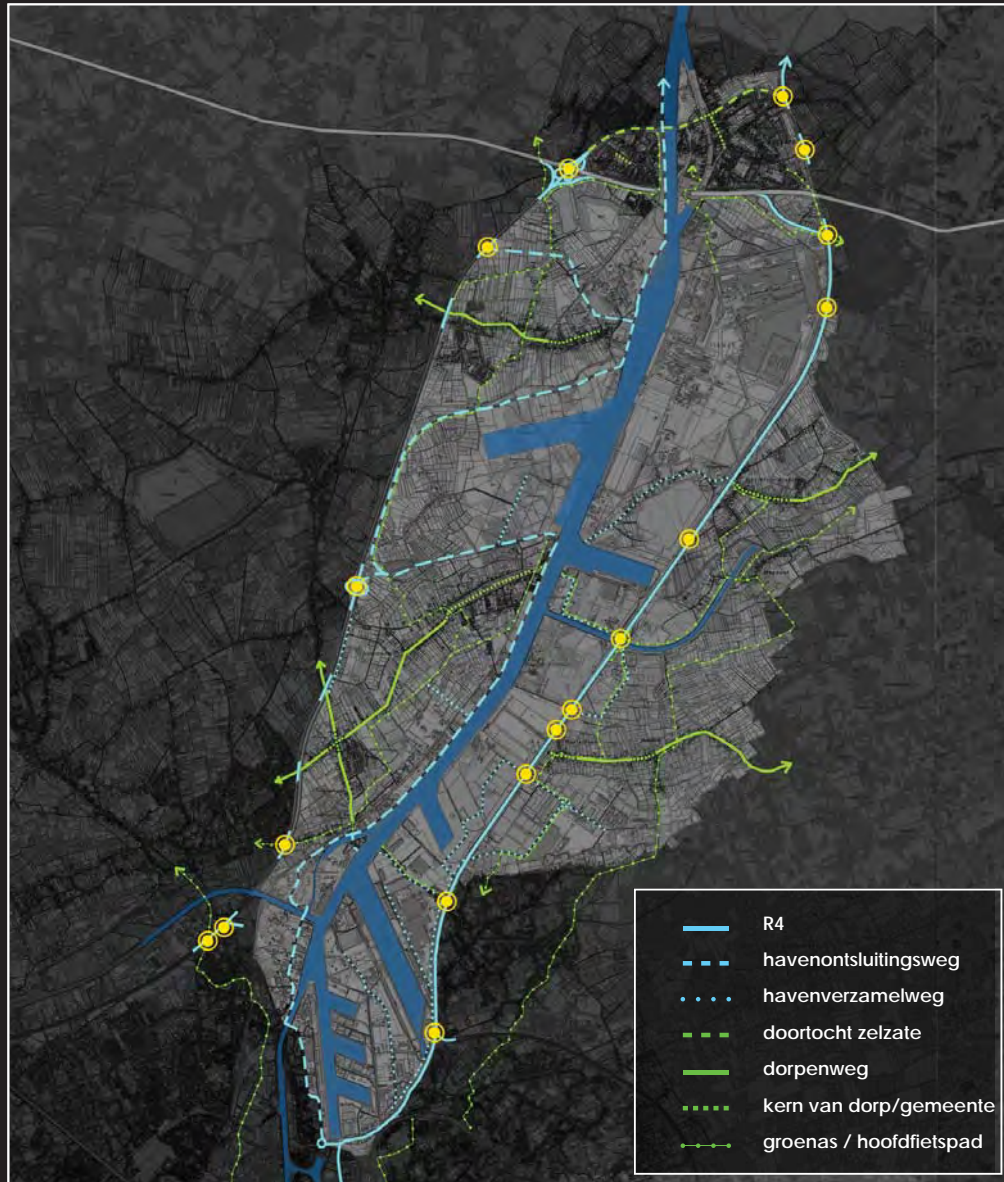 R4
havenontsluitingsweg
havenverzamelweg
doortocht zelzate
dorpenweg
kern van dorp/gemeente
groenas / hoofdfietspad